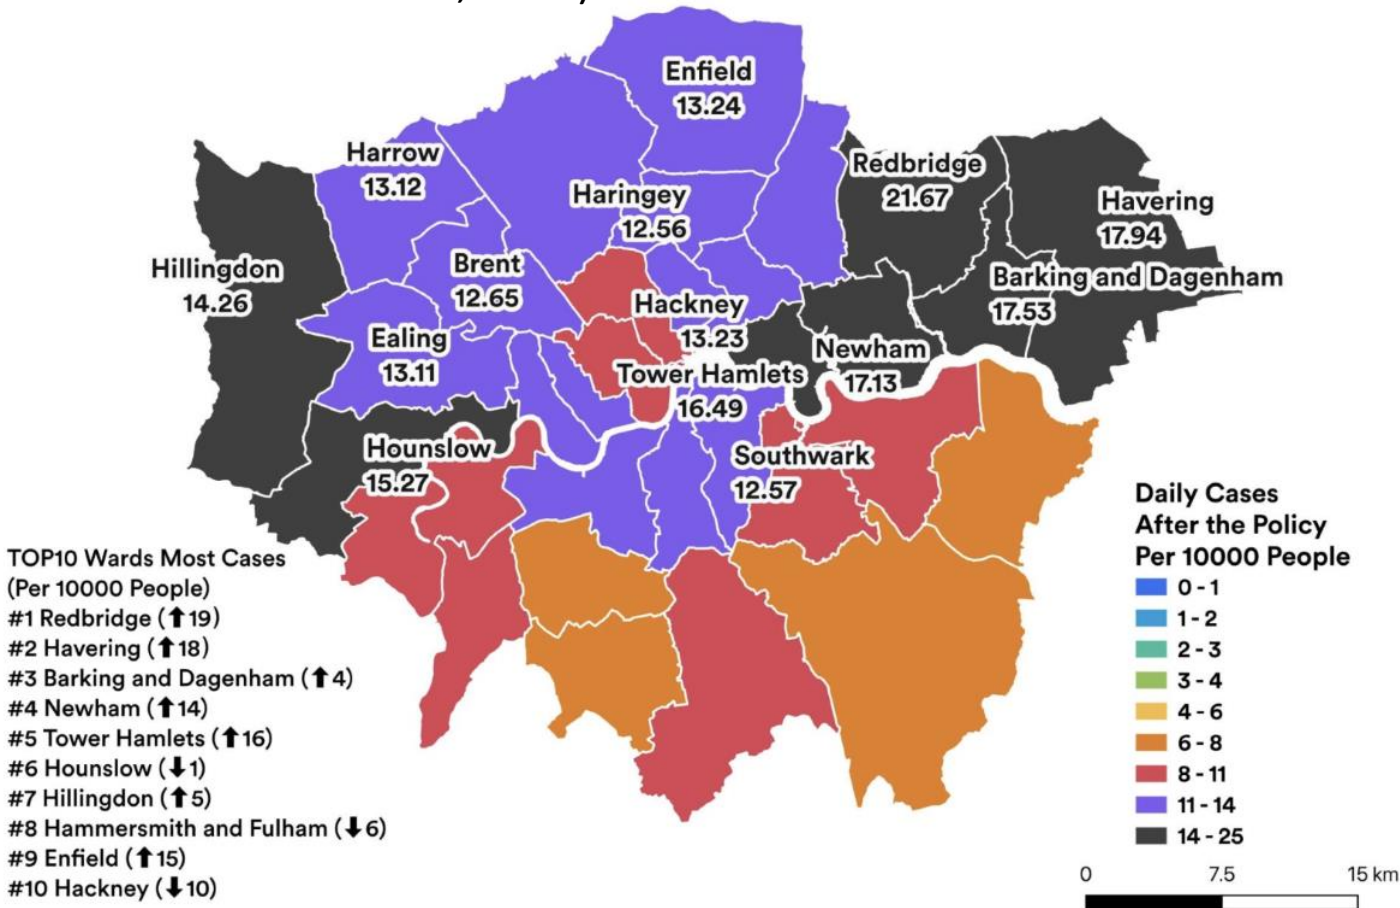 Enfield
13.24
Harrow
13.12
Redbridge
21.67
Haringey
12.56
Havering
17.94
Hillingdon
14.26
Brent
12.65
Barking and Dagenham
17.53
Hackney
13.23
Ealing
13.11
Newham
17.13
Tower Hamlets
16.49
Hounslow
15.27
Southwark
12.57
TOP10 Wards Most Cases
(Per 10000 People)
#1 Redbridge (⬆19)
#2 Havering (⬆18)
#3 Barking and Dagenham (⬆4)
#4 Newham (⬆14)
#5 Tower Hamlets (⬆16)
#6 Hounslow (⬇1)
#7 Hillingdon (⬆5)
#8 Hammersmith and Fulham (⬇6)
#9 Enfield (⬆15)
#10 Hackney (⬇10)
Daily Cases
After the Policy
Per 10000 People
0 - 1
1 - 2
2 - 3
3 - 4
4 - 6
6 - 8
8 - 11
11 - 14
14 - 25
0 7.5 15 km